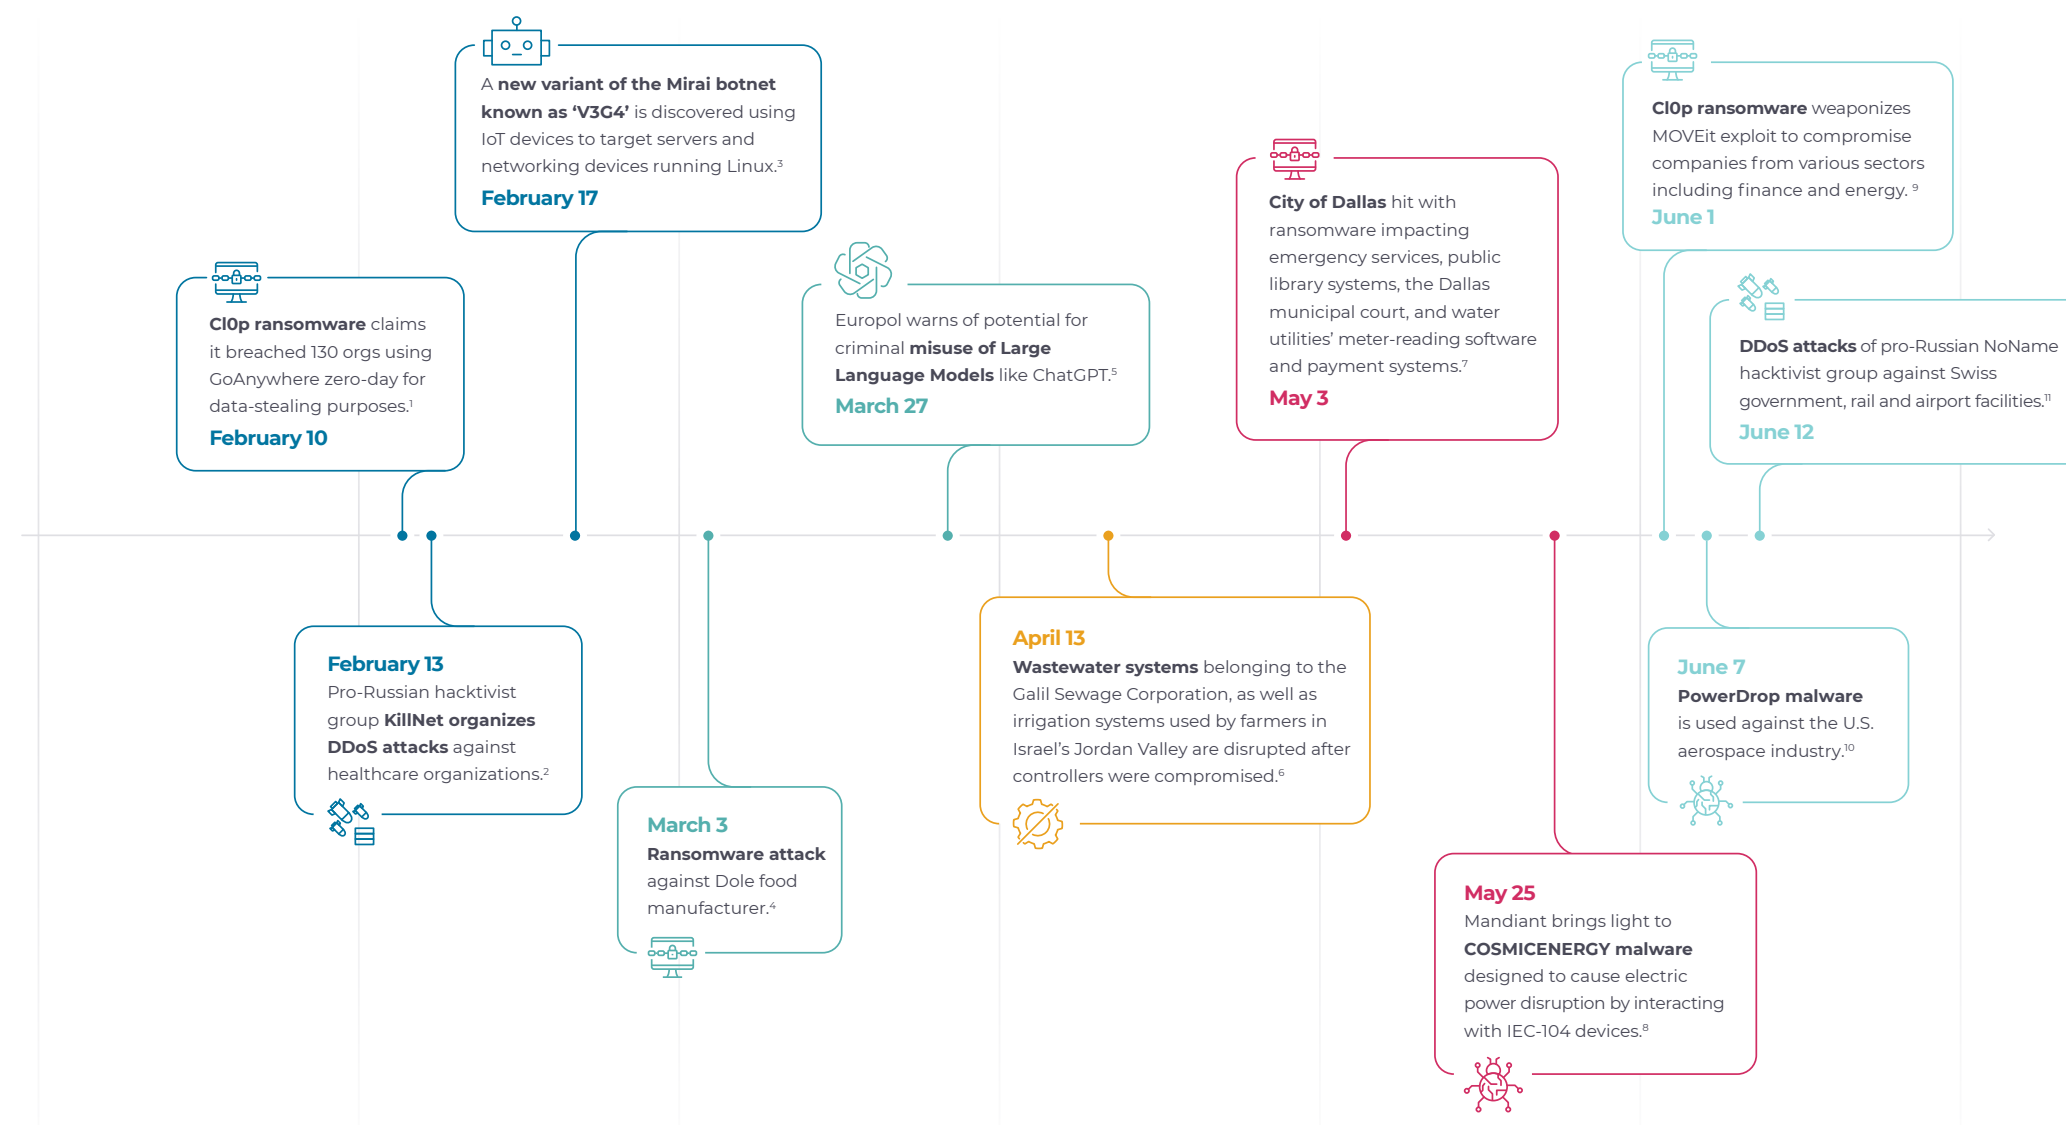 A new variant of the Mirai botnet
known as ‘V3G4’ is discovered using
IoT devices to target servers and
networking devices running Linux.³
February 17
Cl0p ransomware weaponizes
MOVEit exploit to compromise
companies from various sectors
including finance and energy. ⁹
June 1
City of Dallas hit with
ransomware impacting
emergency services, public
library systems, the Dallas
municipal court, and water
utilities’ meter-reading software
and payment systems.⁷
May 3
Cl0p ransomware claims
it breached 130 orgs using
GoAnywhere zero-day for
data-stealing purposes.¹
February 10
Europol warns of potential for
criminal misuse of Large
Language Models like ChatGPT.⁵
March 27
DDoS attacks of pro-Russian NoName
hacktivist group against Swiss
government, rail and airport facilities.¹¹
June 12
February 13
Pro-Russian hacktivist
group KillNet organizes
DDoS attacks against
healthcare organizations.²
March 3
Ransomware attack
against Dole food
manufacturer.⁴
April 13
Wastewater systems belonging to the
Galil Sewage Corporation, as well as
irrigation systems used by farmers in
Israel’s Jordan Valley are disrupted after
controllers were compromised.⁶
May 25
Mandiant brings light to
COSMICENERGY malware
designed to cause electric
power disruption by interacting
with IEC-104 devices.⁸
June 7
PowerDrop malware
is used against the U.S.
aerospace industry.¹⁰